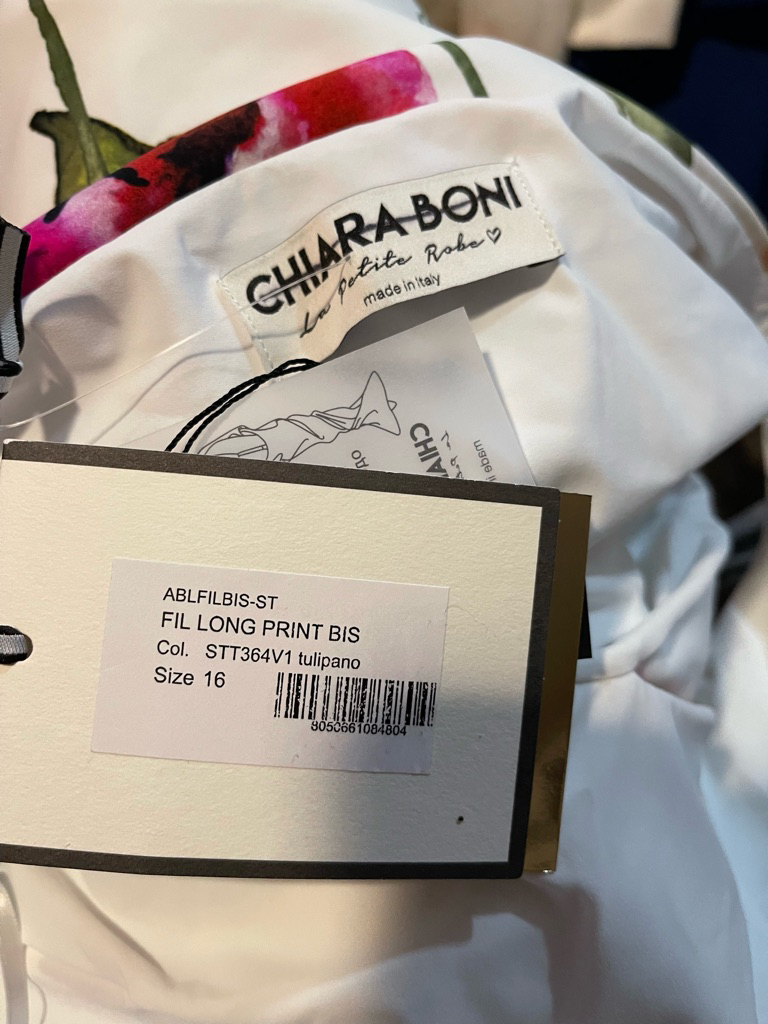 CHIARA BONI
La Petite Robe♡
made in Italy
CHIA
ABLFILBIS-ST
FIL LONG PRINT BIS
Col. STT364V1 tulipano
Size 16
8050661084804